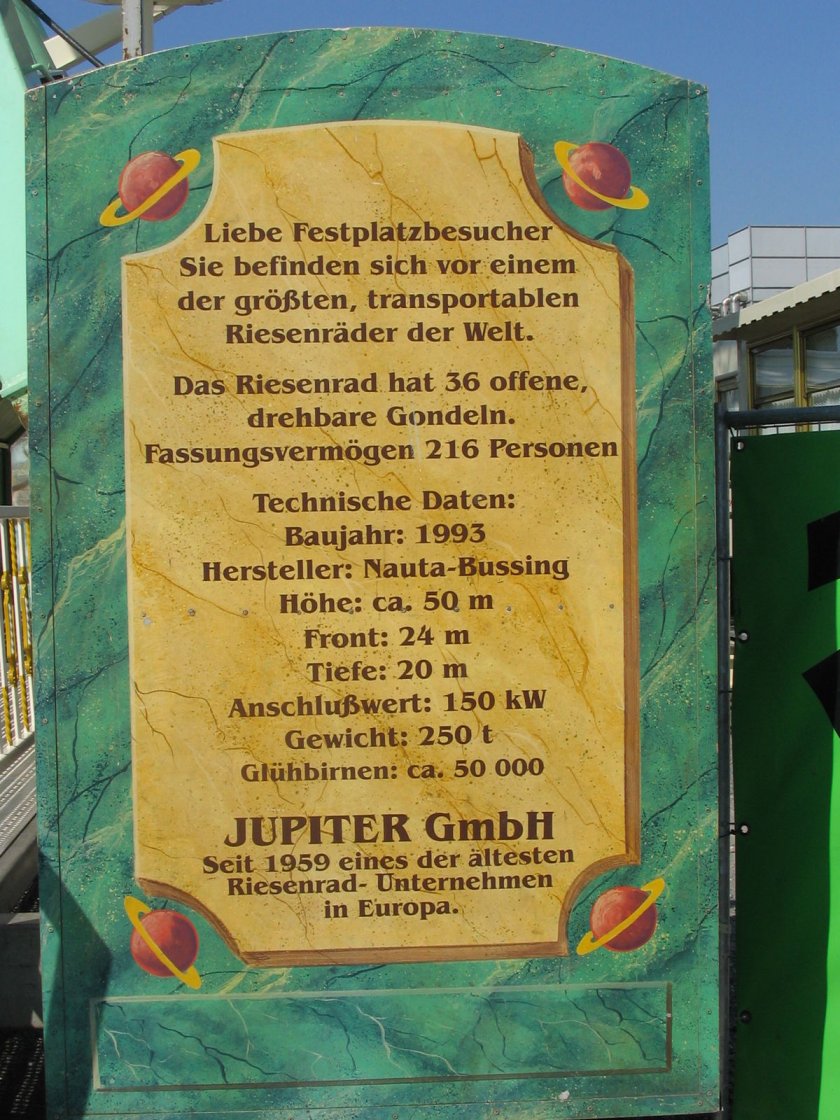 Liebe Festplatzbesucher
Sie befinden sich vor einem
der größten, transportablen
Riesenräder der Welt.
Das Riesenrad hat 36 offene,
drehbare Gondeln.
Fassungsvermögen 216 Personen
Technische Daten:
Baujahr: 1993
Hersteller: Nauta-Bussing
Höhe: ca. 50 m
Front: 24 m
Tiefe: 20 m
Anschlußwert: 150 kW
Gewicht: 250 t
Glühbirnen: ca. 50 000
JUPITER GmbH
Seit 1959 eines der ältesten
Riesenrad- Unternehmen
in Europa.